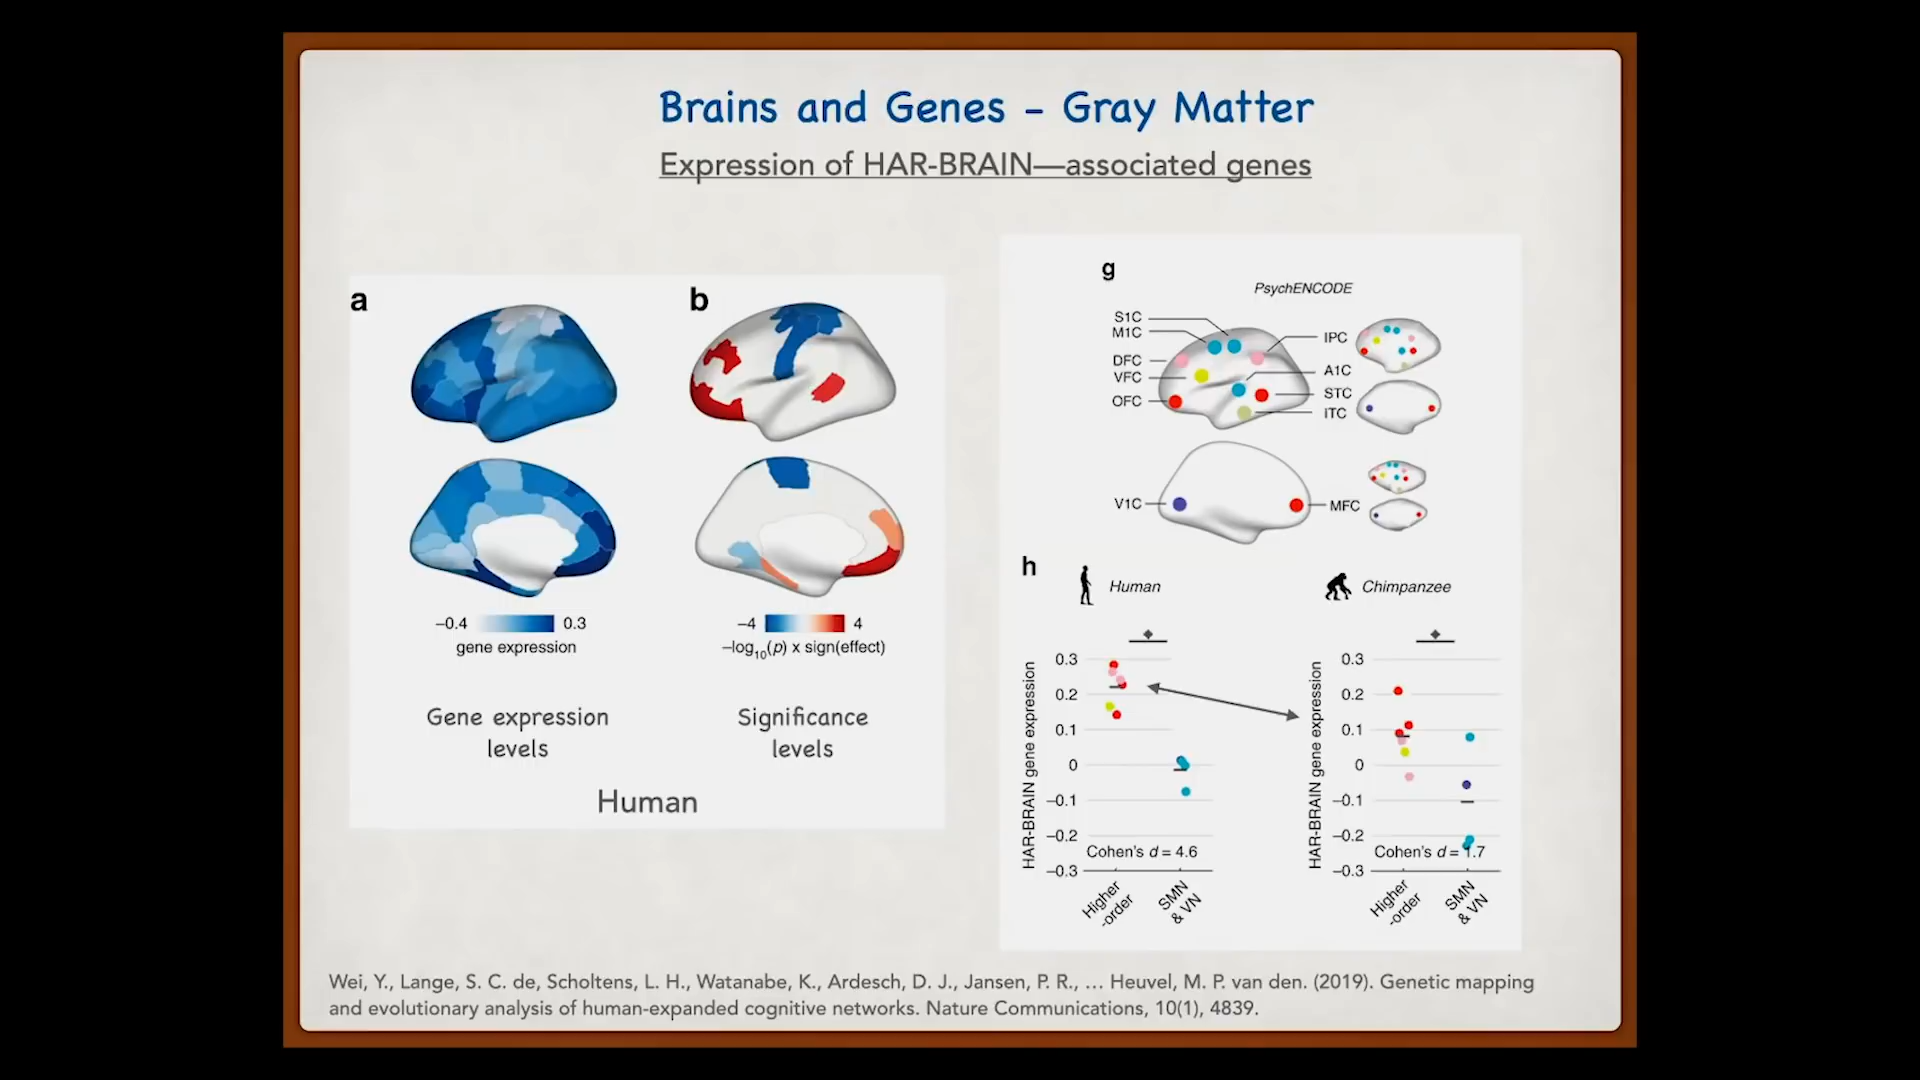 Brains and Genes – Gray Matter
Expression of HAR-BRAIN—associated genes
a
b
−0.4 0.3
gene expression
−4 4
−log10(p) x sign(effect)
Gene expression
levels
Significance
levels
Human
g
PsychENCODE
S1C
M1C
DFC
VFC
OFC
IPC
A1C
STC
ITC
V1C
MFC
h
Human
HAR-BRAIN gene expression
0.3
0.2
0.1
0
−0.1
−0.2
−0.3
Cohen's d = 4.6
Higher
-order
SMN
& VN
Chimpanzee
HAR-BRAIN gene expression
0.3
0.2
0.1
0
−0.1
−0.2
−0.3
Cohen's d = 1.7
Higher
-order
SMN
& VN
Wei, Y., Lange, S. C. de, Scholtens, L. H., Watanabe, K., Ardesch, D. J., Jansen, P. R., … Heuvel, M. P. van den. (2019). Genetic mapping
and evolutionary analysis of human-expanded cognitive networks. Nature Communications, 10(1), 4839.